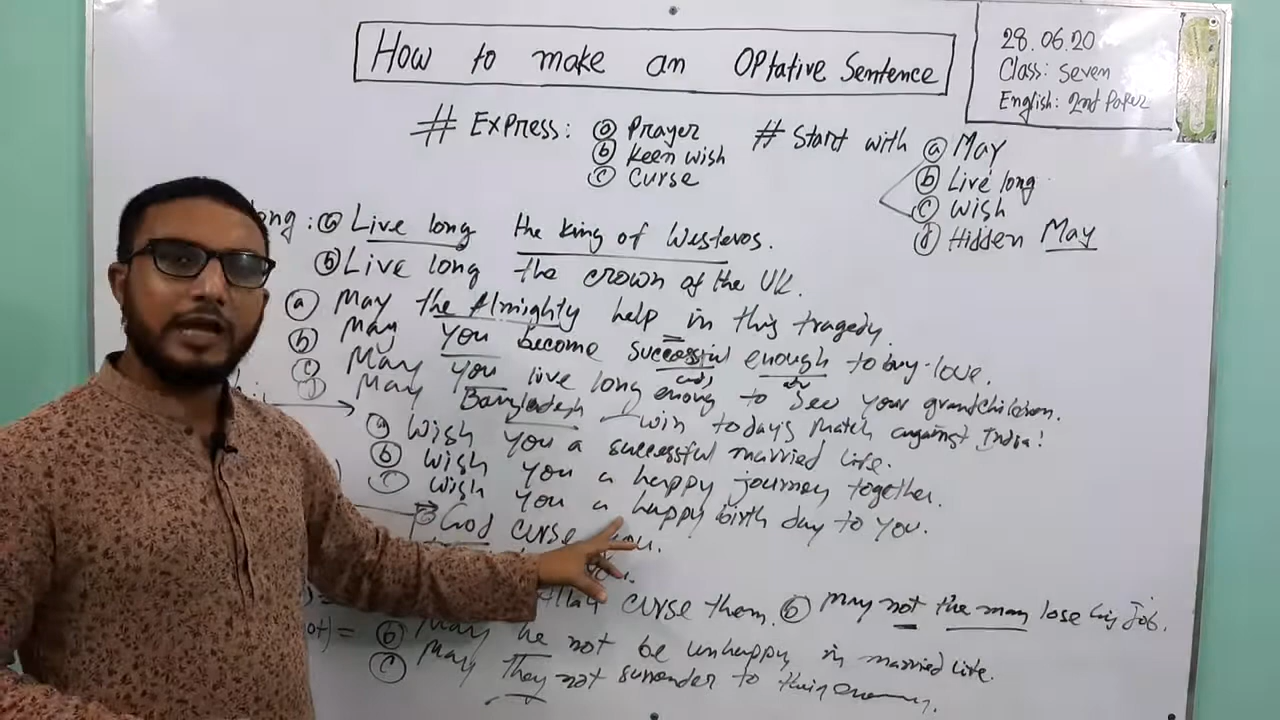 How to make an Optative Sentence
28.06.20
Class: Seven
English: 2nd Paper
# Express: (a) Prayer
(b) Keen wish
(c) Curse
# Start with (a) May
(b) Live long
(c) Wish
(d) Hidden May
ong: (a) Live long the king of Westeros.
(b) Live long the crown of the UK.
(a) May the Almighty help in this tragedy.
(b) May you become successful enough to buy love.
(c) May you live long enoug to see your grandchildren.
(d) May Bangladesh win today's match against India!
(a) Wish you a successful married life.
(b) Wish you a happy journey together.
(c) Wish you a happy birth day to you.
God curse you.
curse them. (b) May not the man lose his job.
(b) May he not be unhappy in married life.
(c) May they not surrender to their enemy.